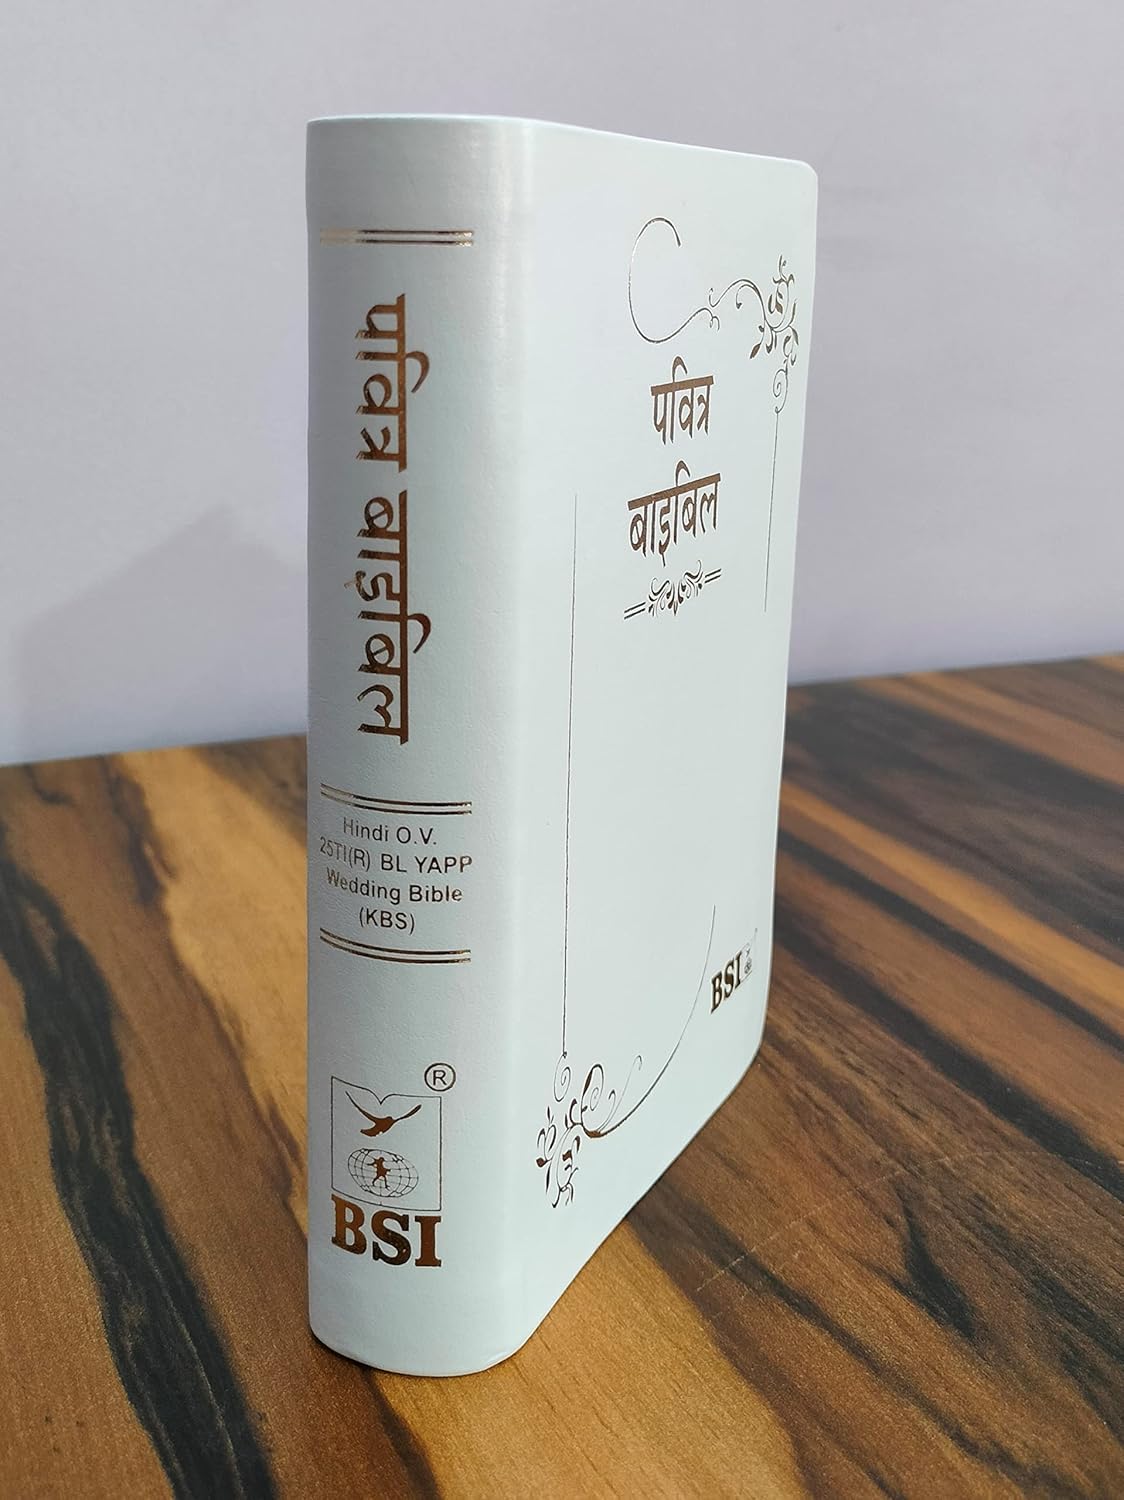 पवित्र बाइबिल
Hindi O.V.
25TI(R) BL YAPP
Wedding Bible
(KBS)
®
BSI
पवित्र
बाइबिल
BSI